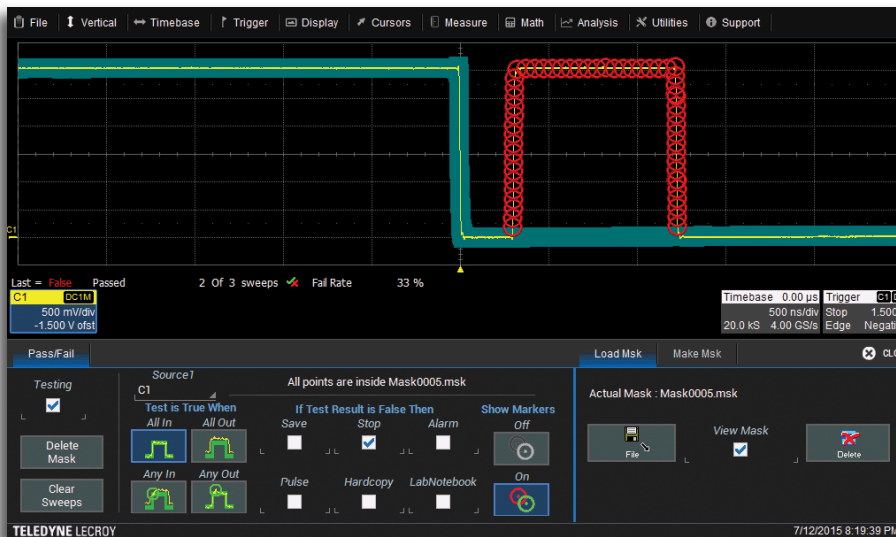 File Vertical Timebase Trigger Display Cursors Measure Math Analysis Utilities Support
C1
Last = False Passed 2 Of 3 sweeps Fail Rate 33 %
C1 DC1M
500 mV/div
-1.500 V ofst
Timebase 0.00 µs
500 ns/div
20.0 kS 4.00 GS/s
Trigger C1 D
Stop 1.500
Edge Negati
Pass/Fail
Testing
Delete
Mask
Clear
Sweeps
Source1
C1
All points are inside Mask0005.msk
Test is True When
All In All Out
Any In Any Out
If Test Result is False Then
Save Stop Alarm
Pulse Hardcopy LabNotebook
Show Markers
Off
On
Load Msk Make Msk CLO
Actual Mask : Mask0005.msk
File
View Mask
Delete
TELEDYNE LECROY
7/12/2015 8:19:39 PM